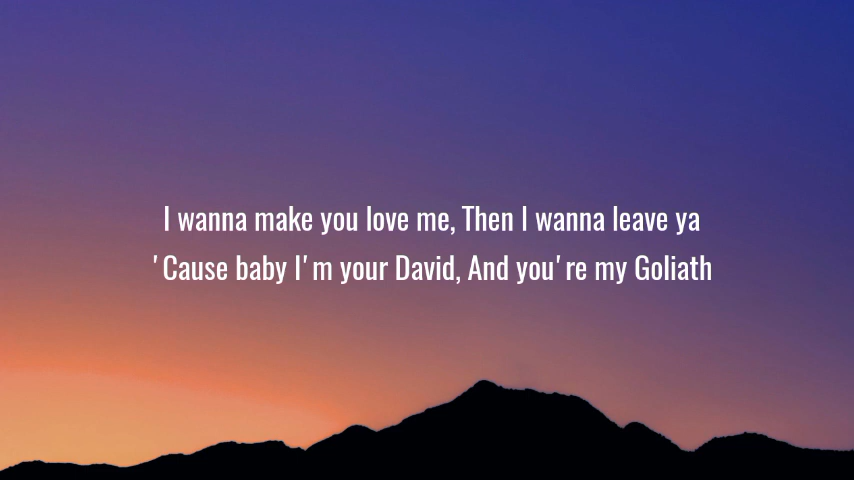 I wanna make you love me, Then I wanna leave ya
'Cause baby I'm your David, And you're my Goliath